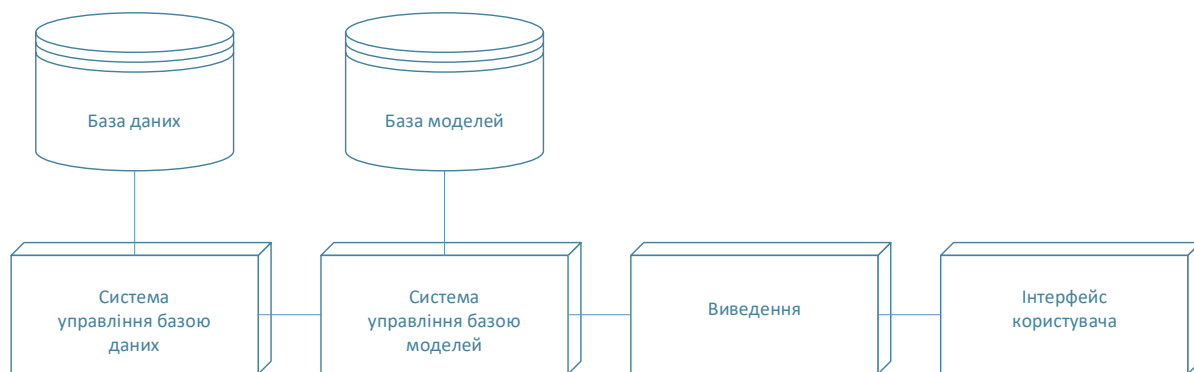 База даних
База моделей
Система
управління базою
даних
Система
управління базою
моделей
Виведення
Інтерфейс
користувача